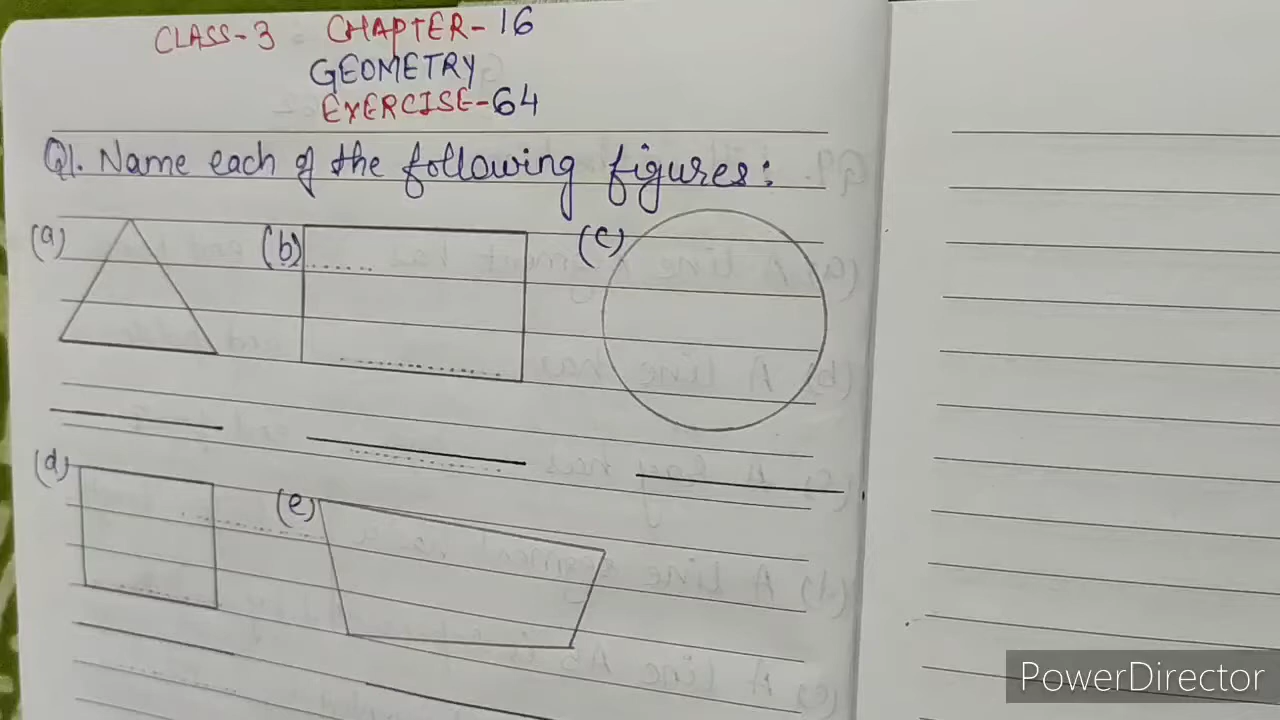 CLASS-3 CHAPTER-16
GEOMETRY
EXERCISE-64
Q1. Name each of the following figures:
(a) (b) (c)
(d) (e)
PowerDirector